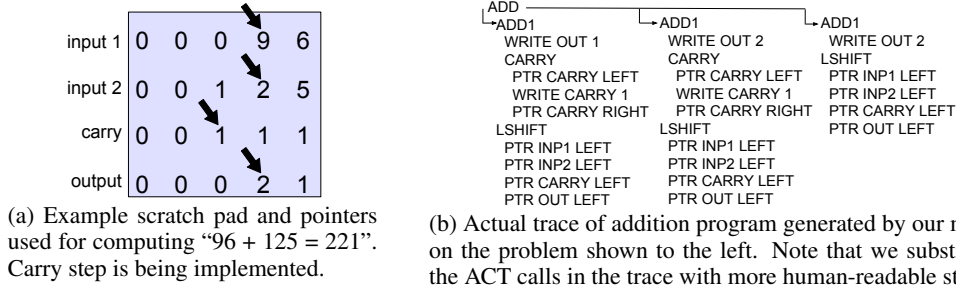 input 1 0 0 0 9 6
input 2 0 0 1 2 5
carry 0 0 1 1 1
output 0 0 0 2 1
(a) Example scratch pad and pointers
used for computing “96 + 125 = 221”.
Carry step is being implemented.
ADD
ADD1
WRITE OUT 1
CARRY
PTR CARRY LEFT
WRITE CARRY 1
PTR CARRY RIGHT
LSHIFT
PTR INP1 LEFT
PTR INP2 LEFT
PTR CARRY LEFT
PTR OUT LEFT
ADD1
WRITE OUT 2
CARRY
PTR CARRY LEFT
WRITE CARRY 1
PTR CARRY RIGHT
LSHIFT
PTR INP1 LEFT
PTR INP2 LEFT
PTR CARRY LEFT
PTR OUT LEFT
ADD1
WRITE OUT 2
LSHIFT
PTR INP1 LEFT
PTR INP2 LEFT
PTR CARRY LEFT
PTR OUT LEFT
(b) Actual trace of addition program generated by our
on the problem shown to the left. Note that we
the ACT calls in the trace with more human-readable